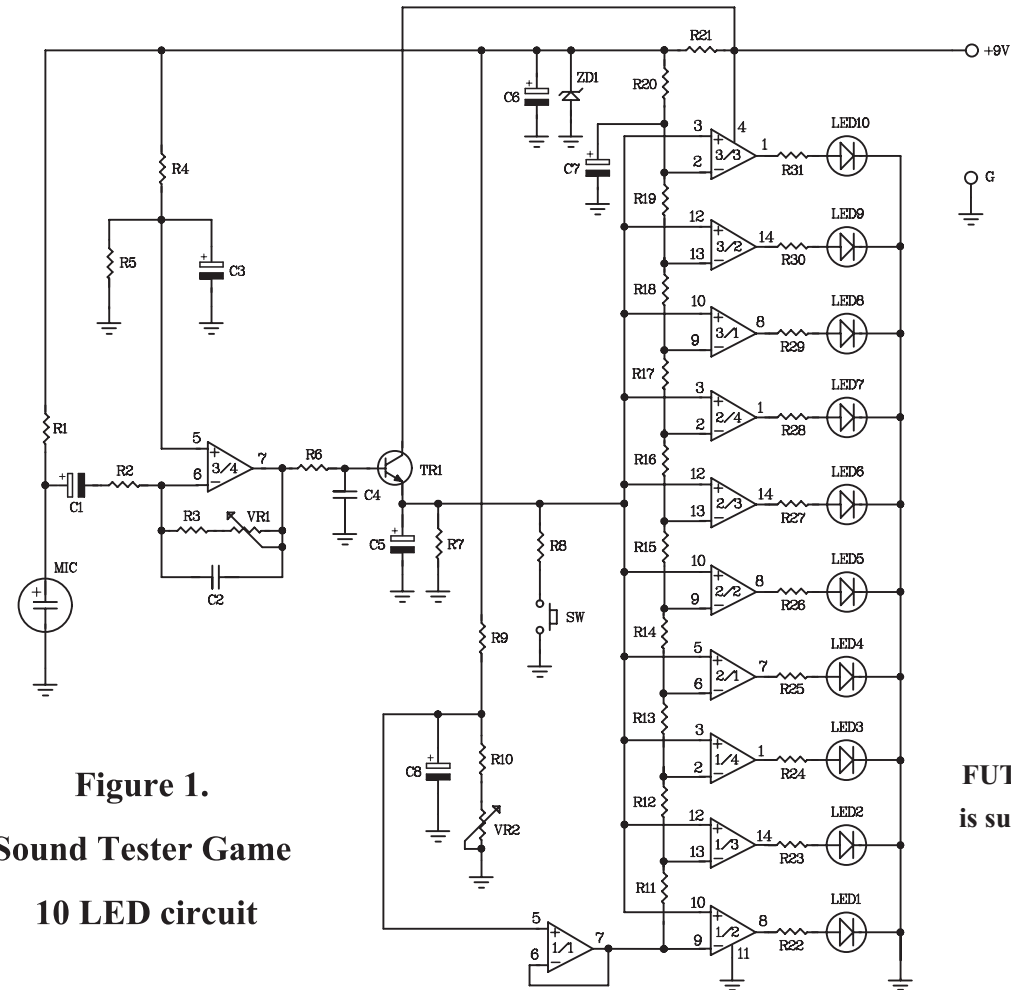 R21
+9V
R20
C6
ZD1
LED10
3
4
3/3
1
2
R31
C7
G
R4
R19
LED9
12
3/2
14
13
R30
R5
C3
R18
LED8
10
3/1
8
9
R29
R17
LED7
3
2/4
1
2
R28
R1
5
3/4
7
6
R6
TR1
R16
LED6
12
2/3
14
13
R27
C1
R2
C4
R3
VR1
C5
R7
R8
R15
LED5
10
2/2
8
9
R26
MIC
C2
SW
R9
R14
LED4
5
2/1
7
6
R25
R13
LED3
3
1/4
1
2
R24
C8
R10
VR2
R12
LED2
12
1/3
14
13
R23
R11
LED1
10
1/2
8
9
11
R22
5
1/1
7
6
Figure 1.
Sound Tester Game
10 LED circuit
FUT
is su